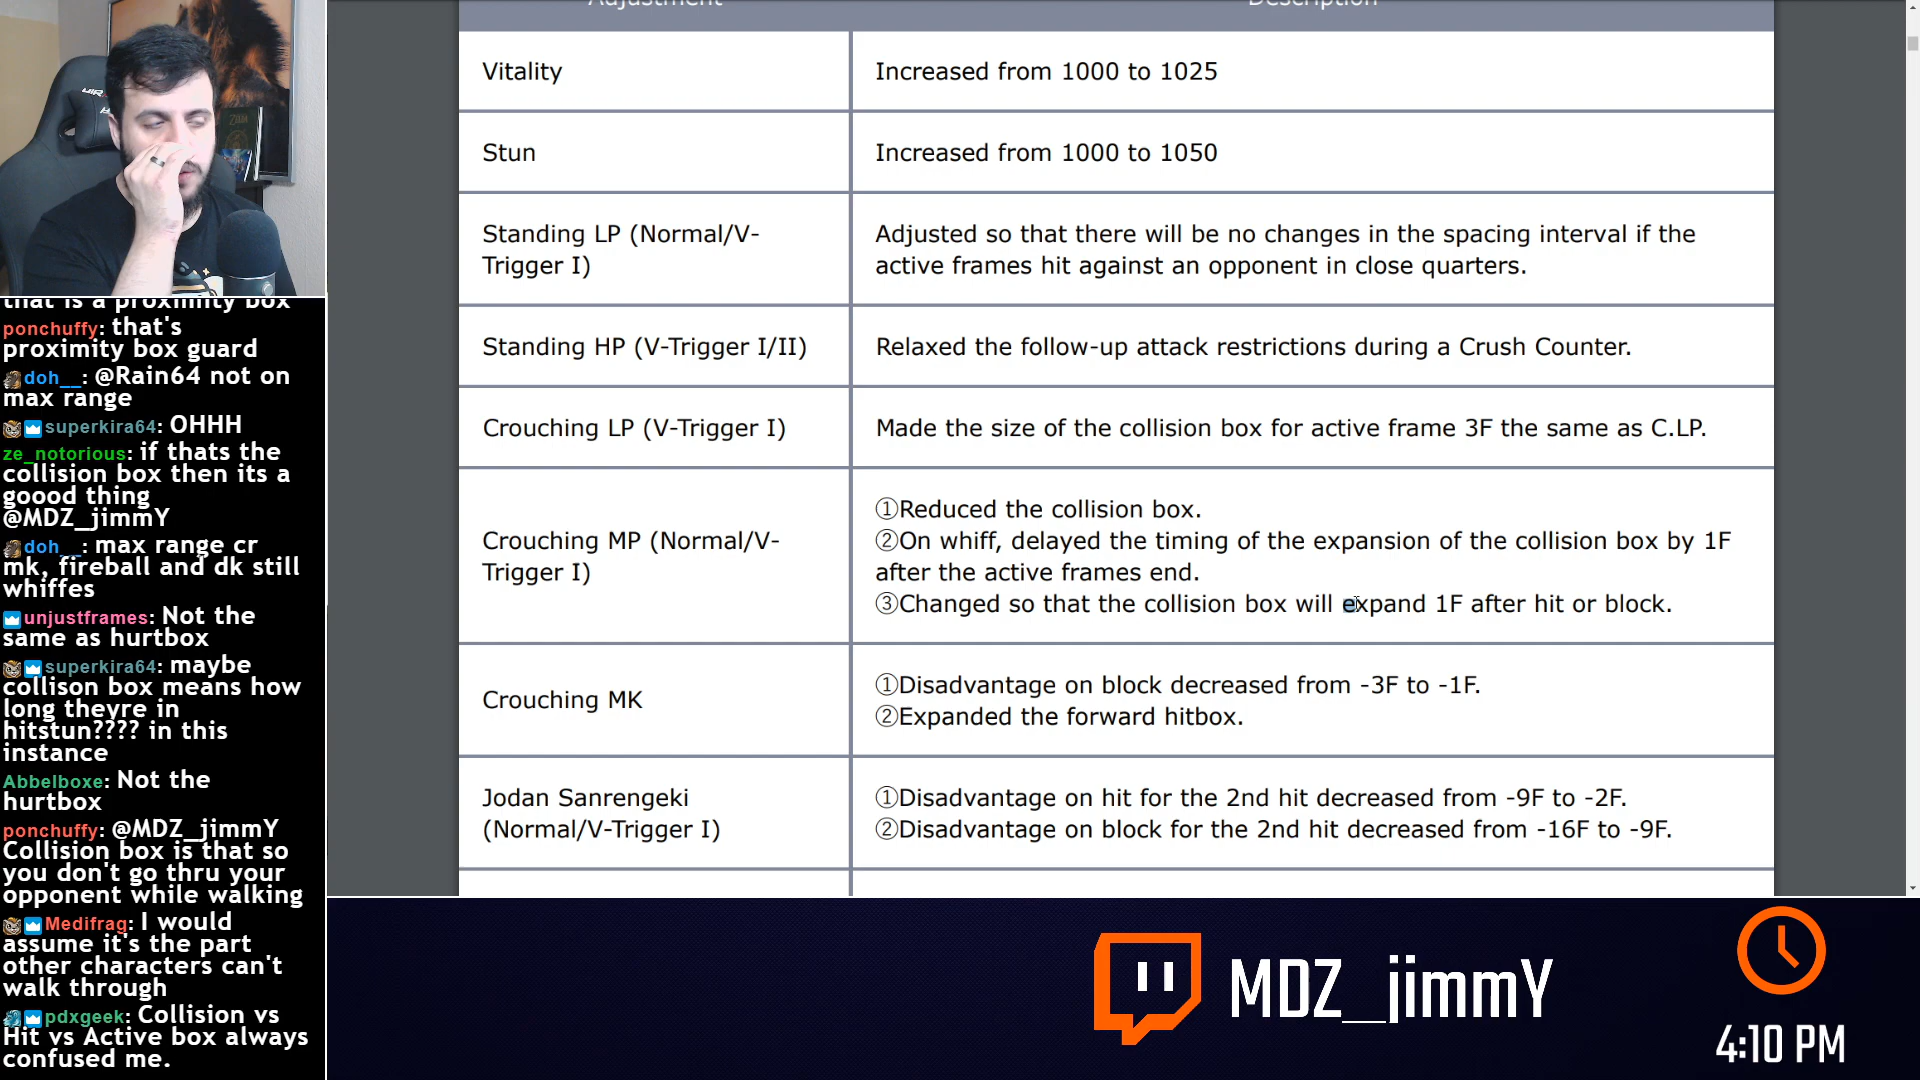 Adjustment
Description
Vitality
Increased from 1000 to 1025
Stun
Increased from 1000 to 1050
Standing LP (Normal/V-
Trigger I)
Adjusted so that there will be no changes in the spacing interval if the
active frames hit against an opponent in close quarters.
Standing HP (V-Trigger I/II)
Relaxed the follow-up attack restrictions during a Crush Counter.
Crouching LP (V-Trigger I)
Made the size of the collision box for active frame 3F the same as C.LP.
Crouching MP (Normal/V-
Trigger I)
①Reduced the collision box.
②On whiff, delayed the timing of the expansion of the collision box by 1F
after the active frames end.
③Changed so that the collision box will expand 1F after hit or block.
Crouching MK
①Disadvantage on block decreased from -3F to -1F.
②Expanded the forward hitbox.
Jodan Sanrengeki
(Normal/V-Trigger I)
①Disadvantage on hit for the 2nd hit decreased from -9F to -2F.
②Disadvantage on block for the 2nd hit decreased from -16F to -9F.
that is a proximity box
ponchuffy: that's
proximity box guard
doh__: @Rain64 not on
max range
superkira64: OHHH
ze_notorious: if thats the
collision box then its a
goood thing
@MDZ_jimmY
doh__: max range cr
mk, fireball and dk still
whiffes
unjustframes: Not the
same as hurtbox
superkira64: maybe
collison box means how
long theyre in
hitstun???? in this
instance
Abbelboxe: Not the
hurtbox
ponchuffy: @MDZ_jimmY
Collision box is that so
you don't go thru your
opponent while walking
Medifrag: I would
assume it's the part
other characters can't
walk through
pdxgeek: Collision vs
Hit vs Active box always
confused me.
MDZ_jimmY
4:10 PM